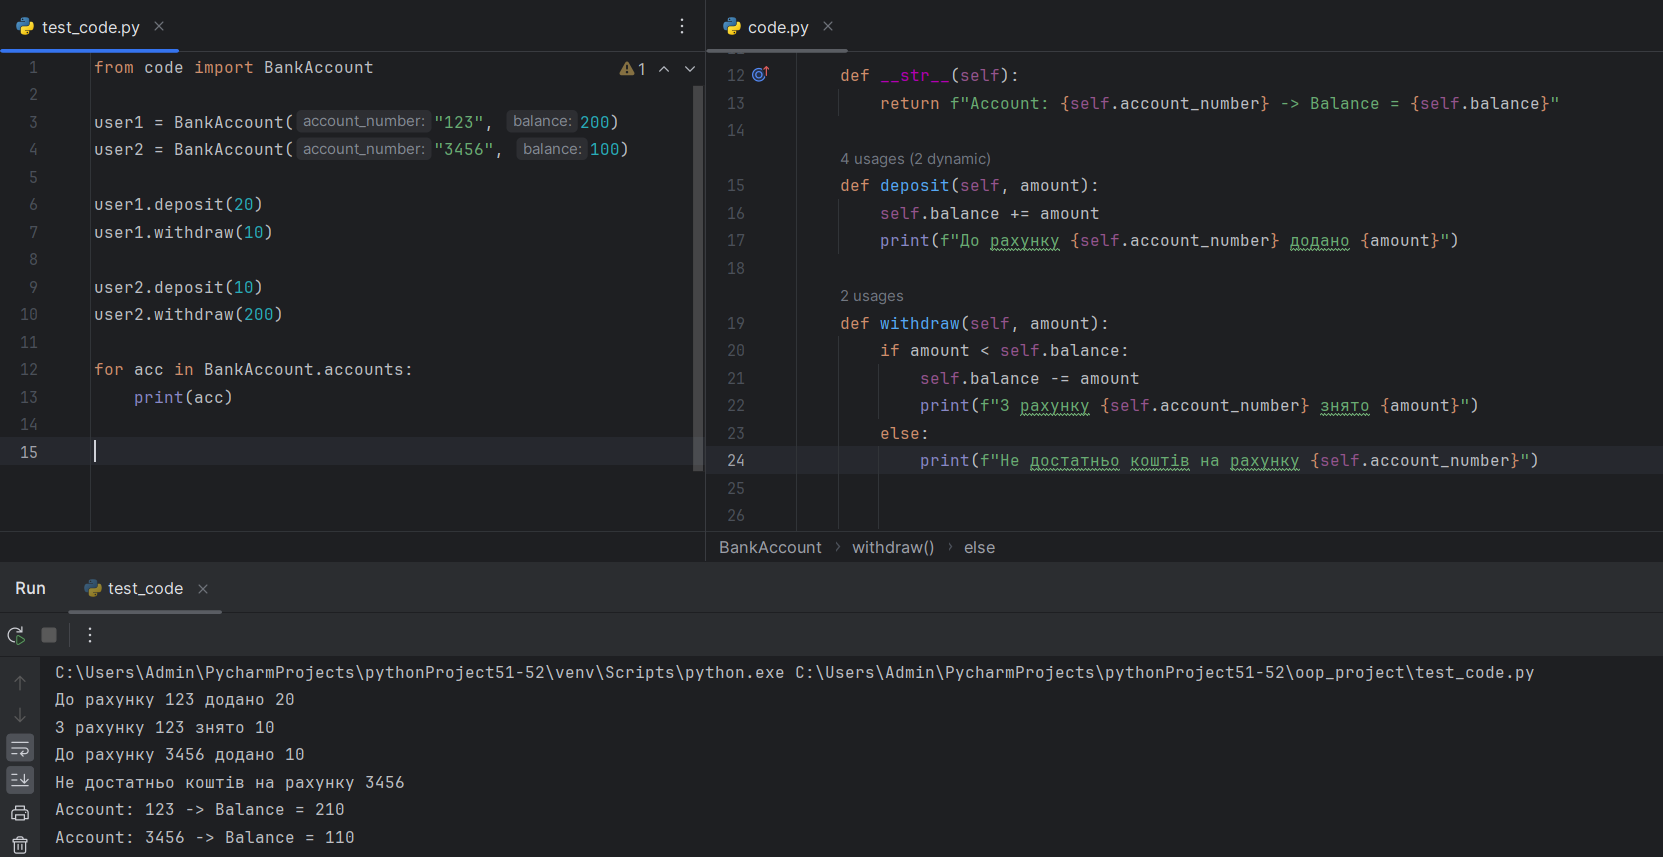 test_code.py
1 from code import BankAccount
2
3 user1 = BankAccount( account_number: "123", balance: 200)
4 user2 = BankAccount( account_number: "3456", balance: 100)
5
6 user1.deposit(20)
7 user1.withdraw(10)
8
9 user2.deposit(10)
10 user2.withdraw(200)
11
12 for acc in BankAccount.accounts:
13     print(acc)
14
15
1
code.py
12 def __str__(self):
13     return f"Account: {self.account_number} -> Balance = {self.balance}"
14
4 usages (2 dynamic)
15 def deposit(self, amount):
16     self.balance += amount
17     print(f"До рахунку {self.account_number} додано {amount}")
18
2 usages
19 def withdraw(self, amount):
20     if amount < self.balance:
21         self.balance -= amount
22         print(f"З рахунку {self.account_number} знято {amount}")
23     else:
24         print(f"Не достатньо коштів на рахунку {self.account_number}")
25
26
BankAccount > withdraw() > else
Run test_code
C:\Users\Admin\PycharmProjects\pythonProject51-52\venv\Scripts\python.exe C:\Users\Admin\PycharmProjects\pythonProject51-52\oop_project\test_code.py
До рахунку 123 додано 20
З рахунку 123 знято 10
До рахунку 3456 додано 10
Не достатньо коштів на рахунку 3456
Account: 123 -> Balance = 210
Account: 3456 -> Balance = 110